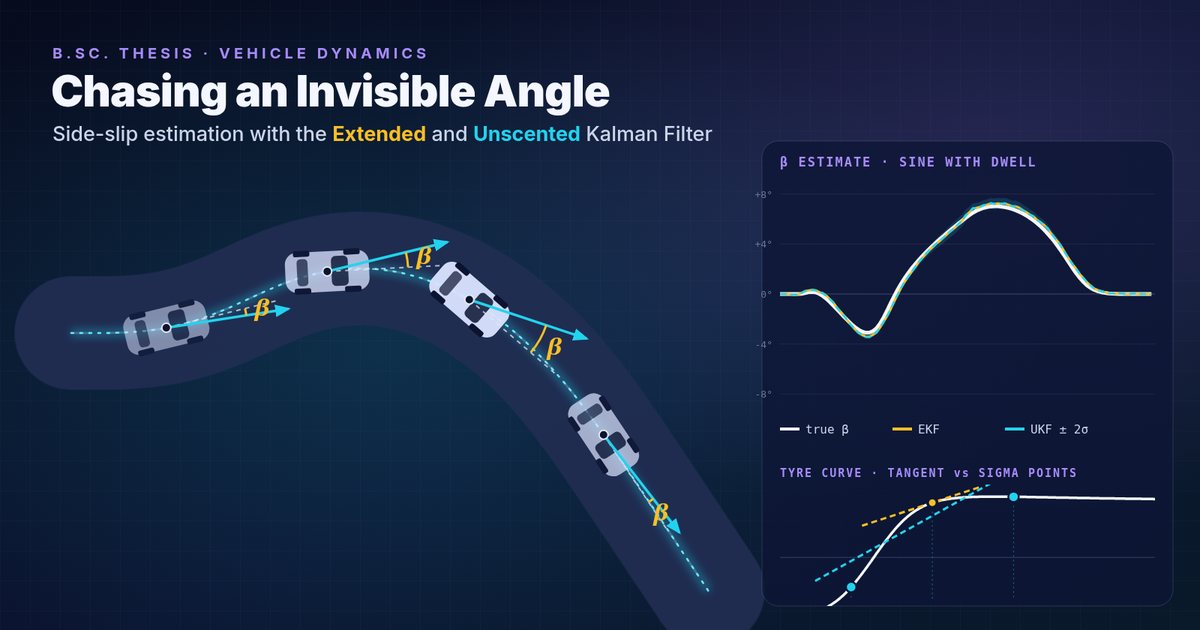 B.SC. THESIS · VEHICLE DYNAMICS
Chasing an Invisible Angle
Side-slip estimation with the Extended and Unscented Kalman Filter
β
β
β
β
β ESTIMATE · SINE WITH DWELL
+8°
+4°
0°
-4°
-8°
true β
EKF
UKF ± 2σ
TYRE CURVE · TANGENT vs SIGMA POINTS